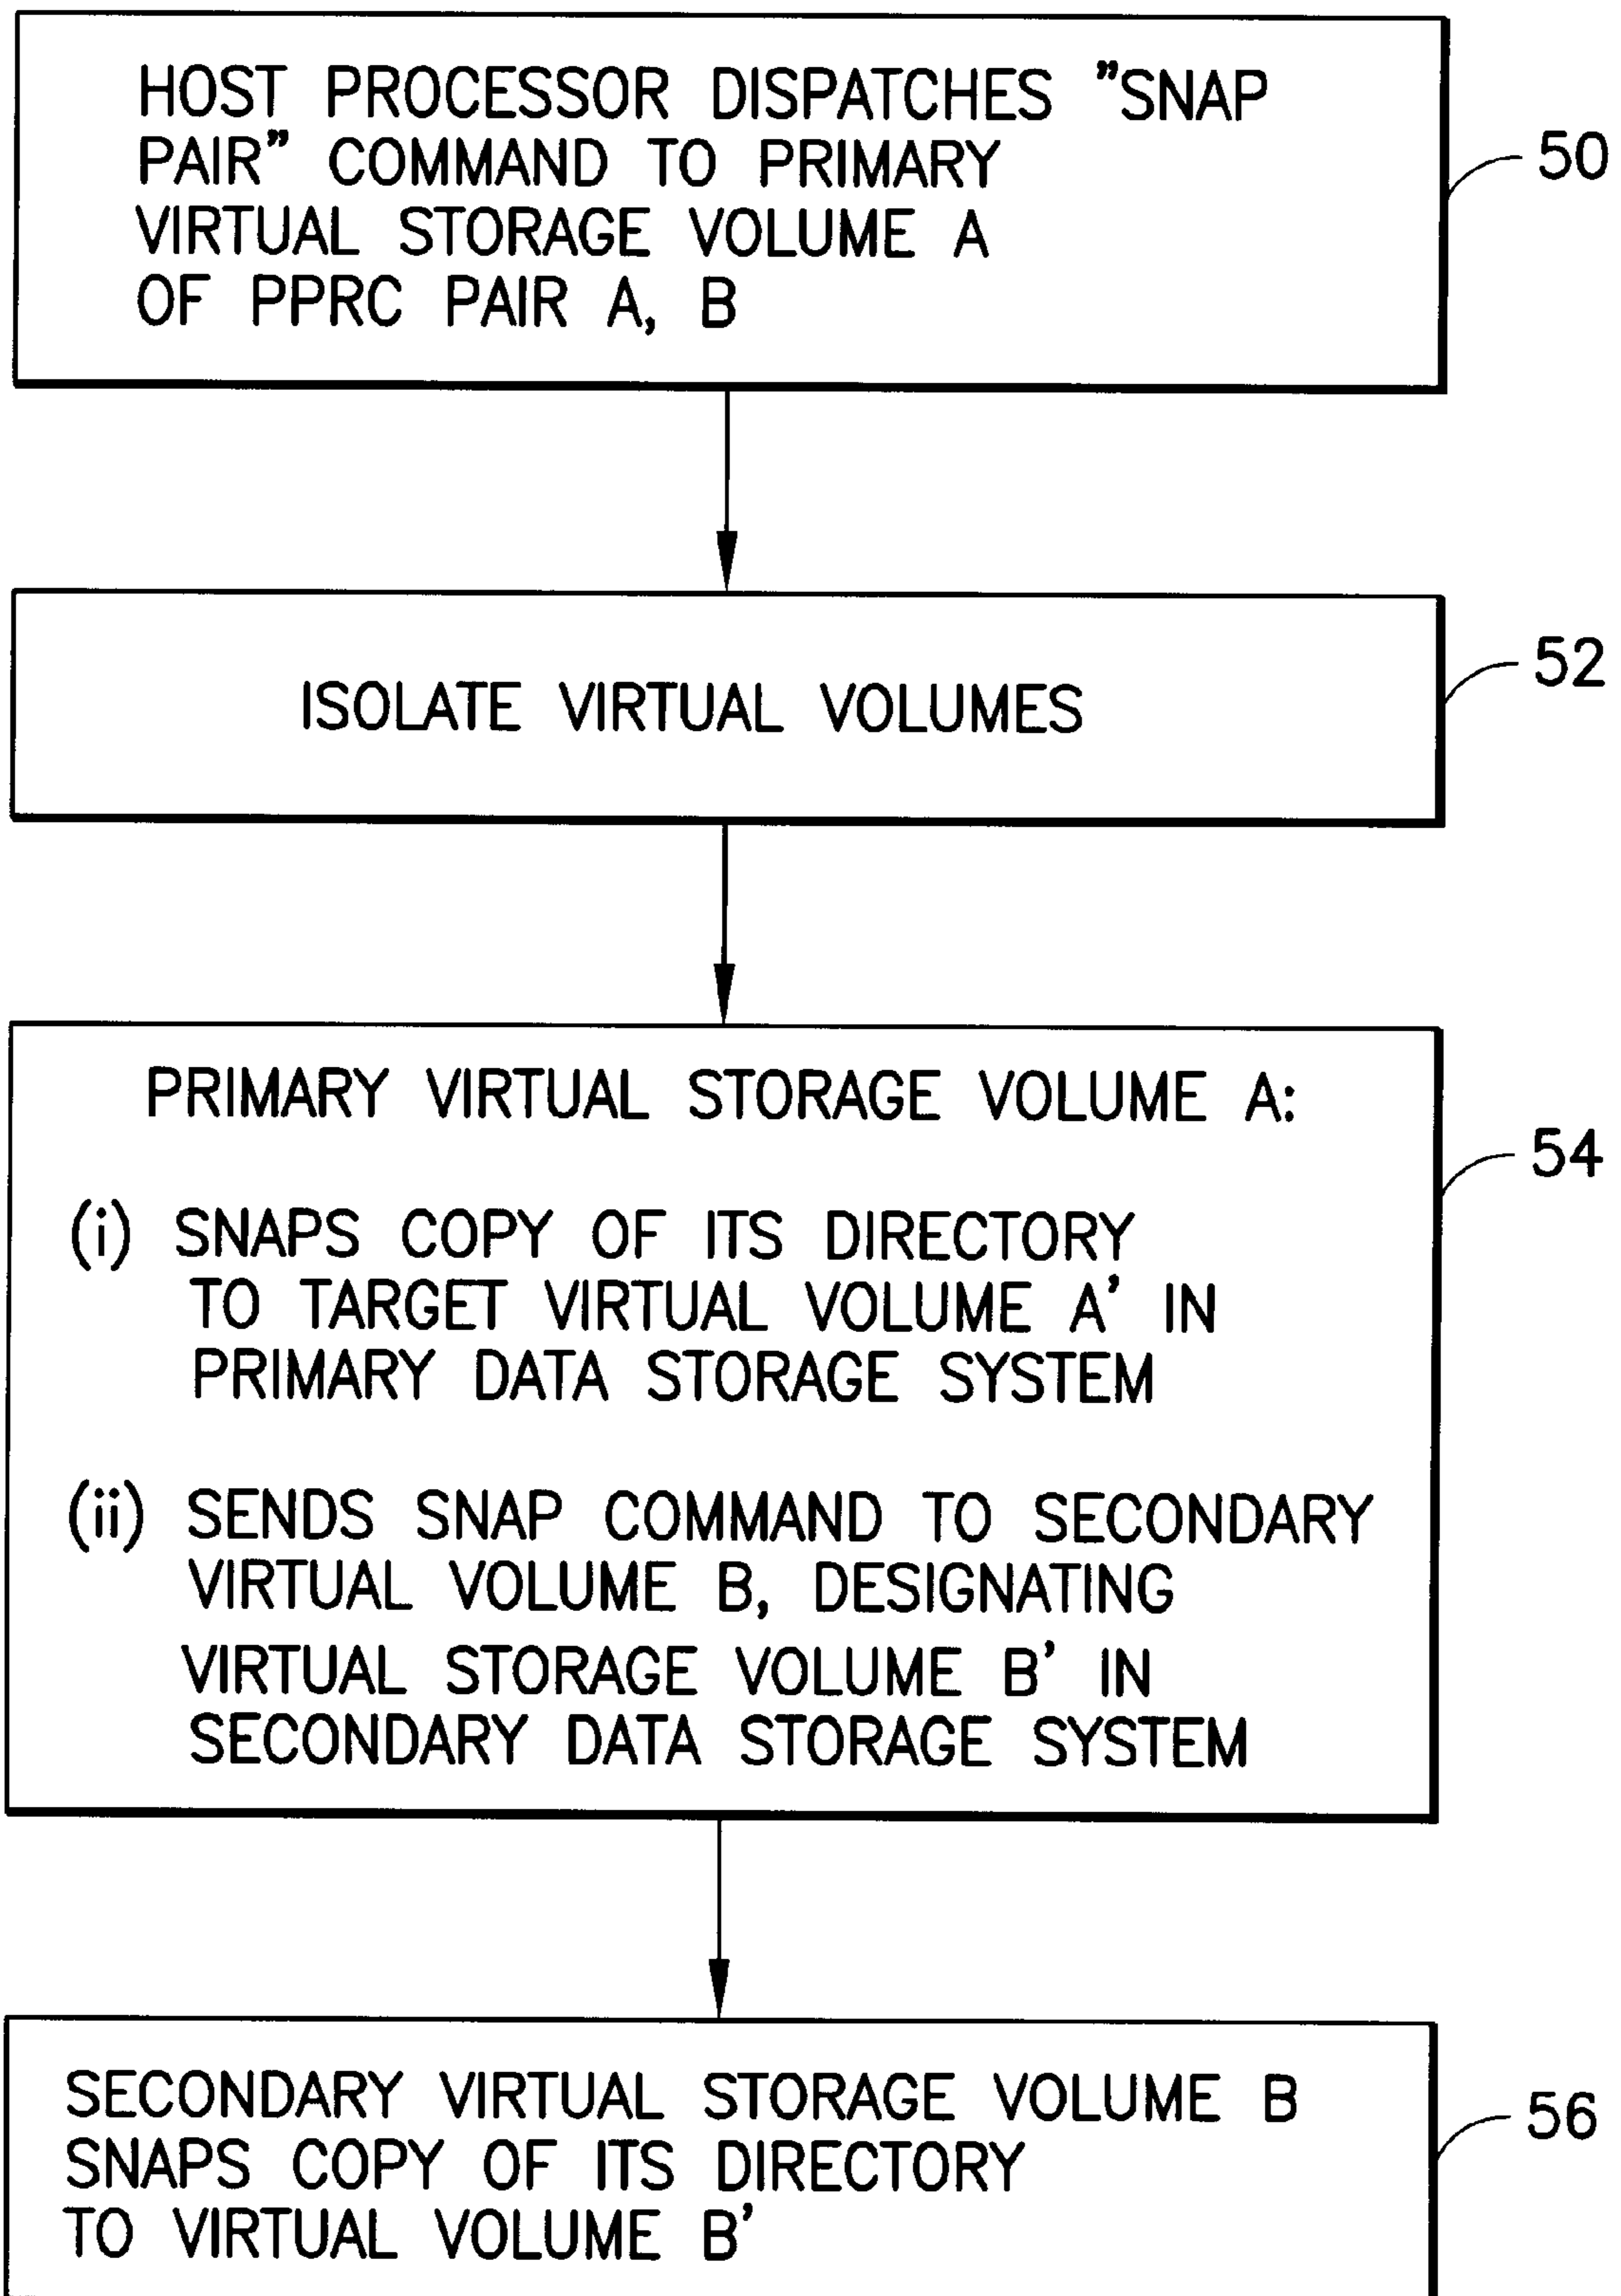 HOST PROCESSOR DISPATCHES "SNAP
PAIR" COMMAND TO PRIMARY
VIRTUAL STORAGE VOLUME A
OF PPRC PAIR A, B
50
ISOLATE VIRTUAL VOLUMES
52
PRIMARY VIRTUAL STORAGE VOLUME A:
54
(i) SNAPS COPY OF ITS DIRECTORY
TO TARGET VIRTUAL VOLUME A' IN
PRIMARY DATA STORAGE SYSTEM
(ii) SENDS SNAP COMMAND TO SECONDARY
VIRTUAL VOLUME B, DESIGNATING
VIRTUAL STORAGE VOLUME B' IN
SECONDARY DATA STORAGE SYSTEM
SECONDARY VIRTUAL STORAGE VOLUME B
SNAPS COPY OF ITS DIRECTORY
TO VIRTUAL VOLUME B'
56